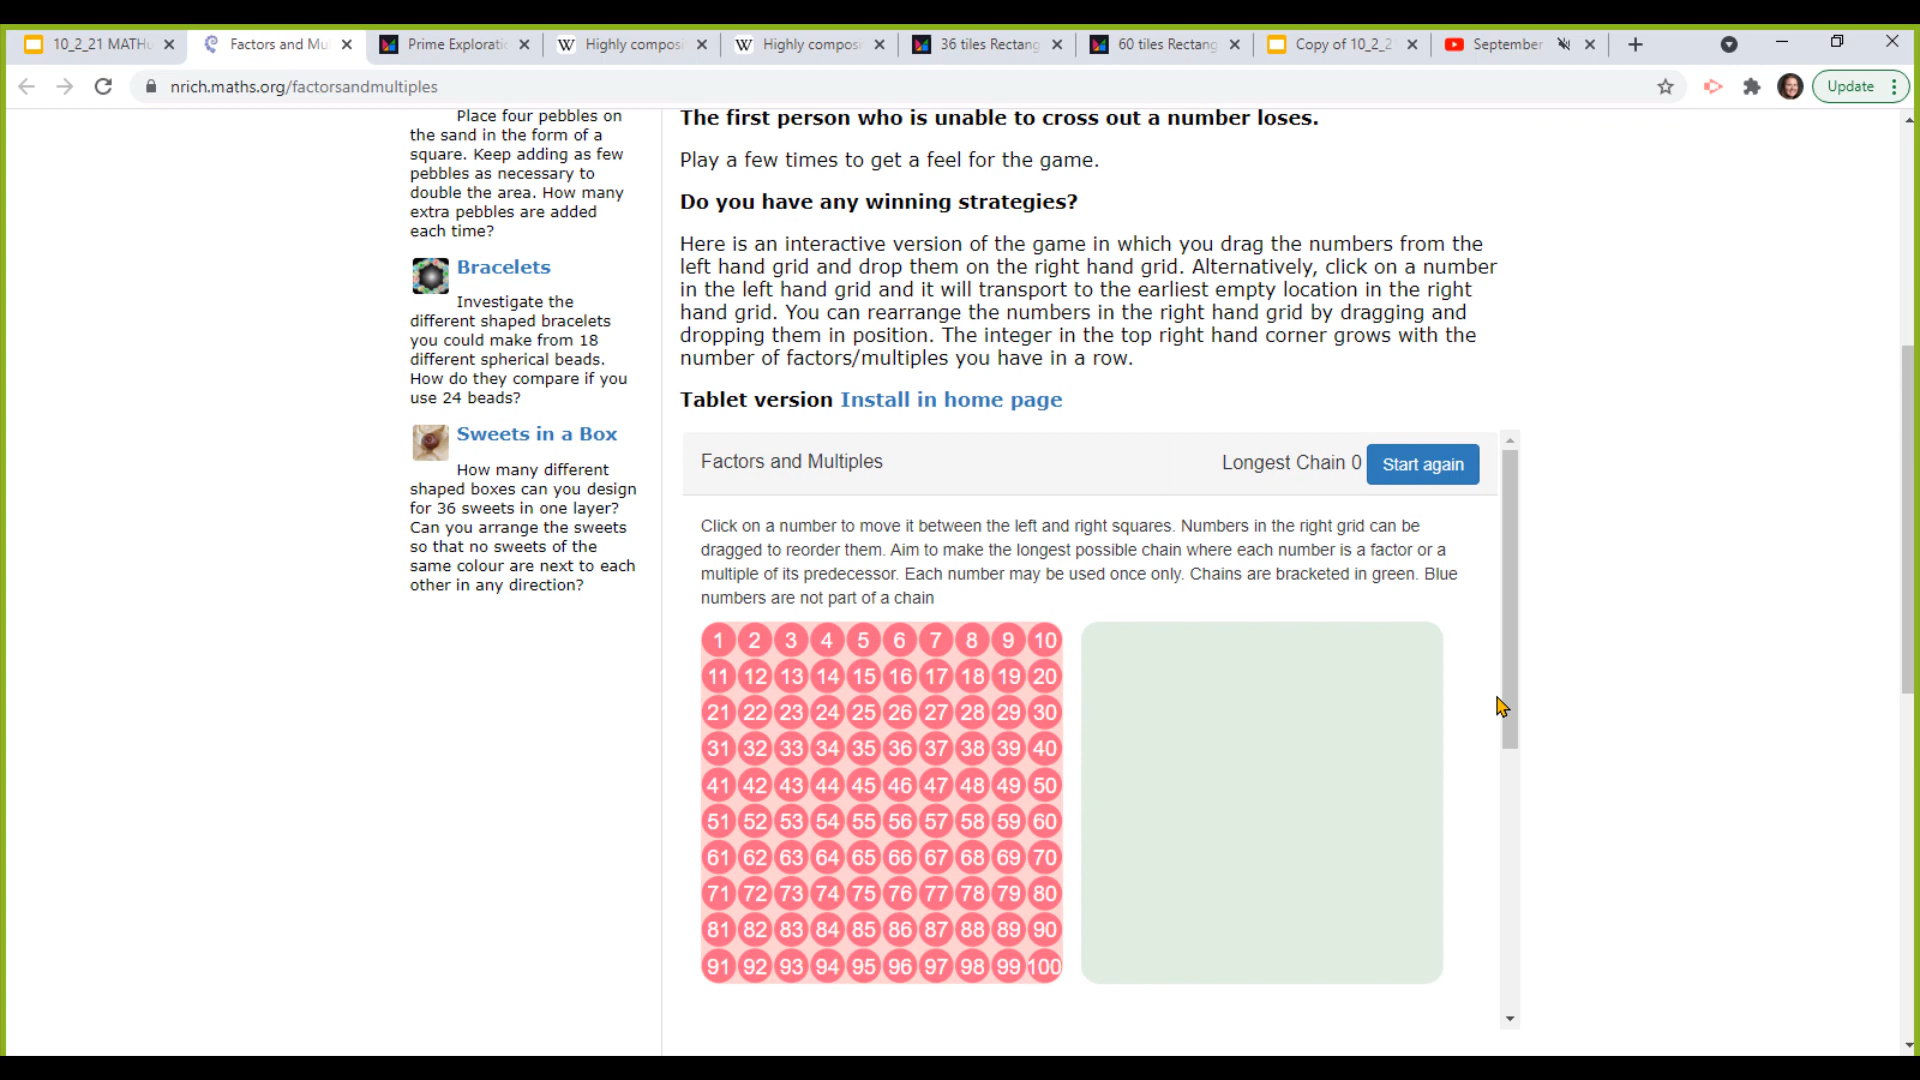 10_2_21 MATH
Factors and Mu
Prime Explorati
Highly composi
Highly compos
36 tiles Rectang
60 tiles Rectang
Copy of 10_2_2
September
nrich.maths.org/factorsandmultiples
Update
Place four pebbles on
the sand in the form of a
square. Keep adding as few
pebbles as necessary to
double the area. How many
extra pebbles are added
each time?
Bracelets
Investigate the
different shaped bracelets
you could make from 18
different spherical beads.
How do they compare if you
use 24 beads?
Sweets in a Box
How many different
shaped boxes can you design
for 36 sweets in one layer?
Can you arrange the sweets
so that no sweets of the
same colour are next to each
other in any direction?
The first person who is unable to cross out a number loses.
Play a few times to get a feel for the game.
Do you have any winning strategies?
Here is an interactive version of the game in which you drag the numbers from the
left hand grid and drop them on the right hand grid. Alternatively, click on a number
in the left hand grid and it will transport to the earliest empty location in the right
hand grid. You can rearrange the numbers in the right hand grid by dragging and
dropping them in position. The integer in the top right hand corner grows with the
number of factors/multiples you have in a row.
Tablet version Install in home page
Factors and Multiples
Longest Chain 0 Start again
Click on a number to move it between the left and right squares. Numbers in the right grid can be
dragged to reorder them. Aim to make the longest possible chain where each number is a factor or a
multiple of its predecessor. Each number may be used once only. Chains are bracketed in green. Blue
numbers are not part of a chain
1 2 3 4 5 6 7 8 9 10
11 12 13 14 15 16 17 18 19 20
21 22 23 24 25 26 27 28 29 30
31 32 33 34 35 36 37 38 39 40
41 42 43 44 45 46 47 48 49 50
51 52 53 54 55 56 57 58 59 60
61 62 63 64 65 66 67 68 69 70
71 72 73 74 75 76 77 78 79 80
81 82 83 84 85 86 87 88 89 90
91 92 93 94 95 96 97 98 99 100